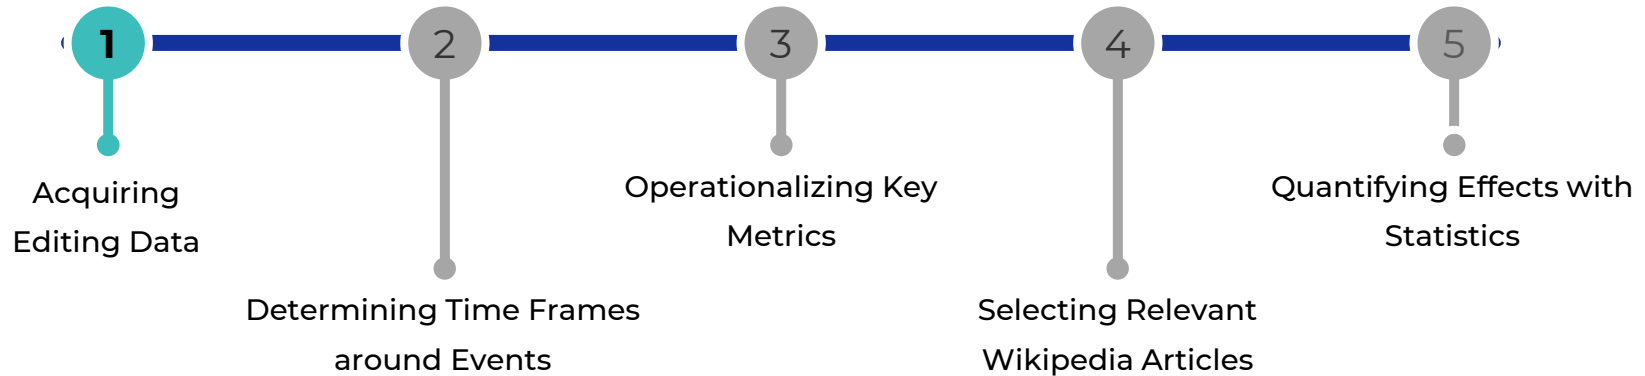 1
2
3
4
5
Acquiring
Editing Data
Determining Time Frames
around Events
Operationalizing Key
Metrics
Selecting Relevant
Wikipedia Articles
Quantifying Effects with
Statistics